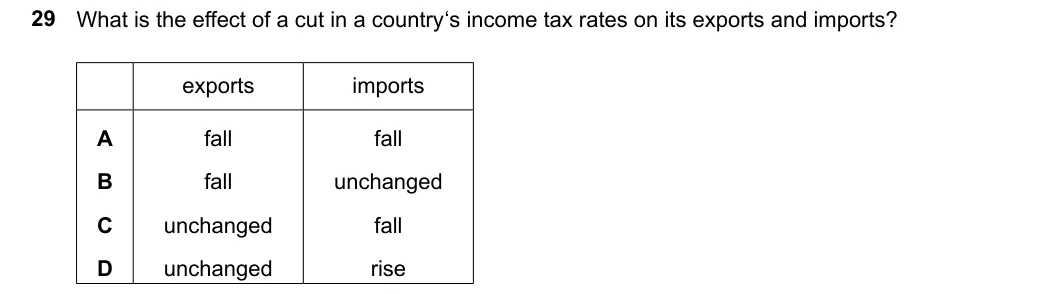 29 What is the effect of a cut in a country‘s income tax rates on its exports and imports?
exports imports
A fall fall
B fall unchanged
C unchanged fall
D unchanged rise